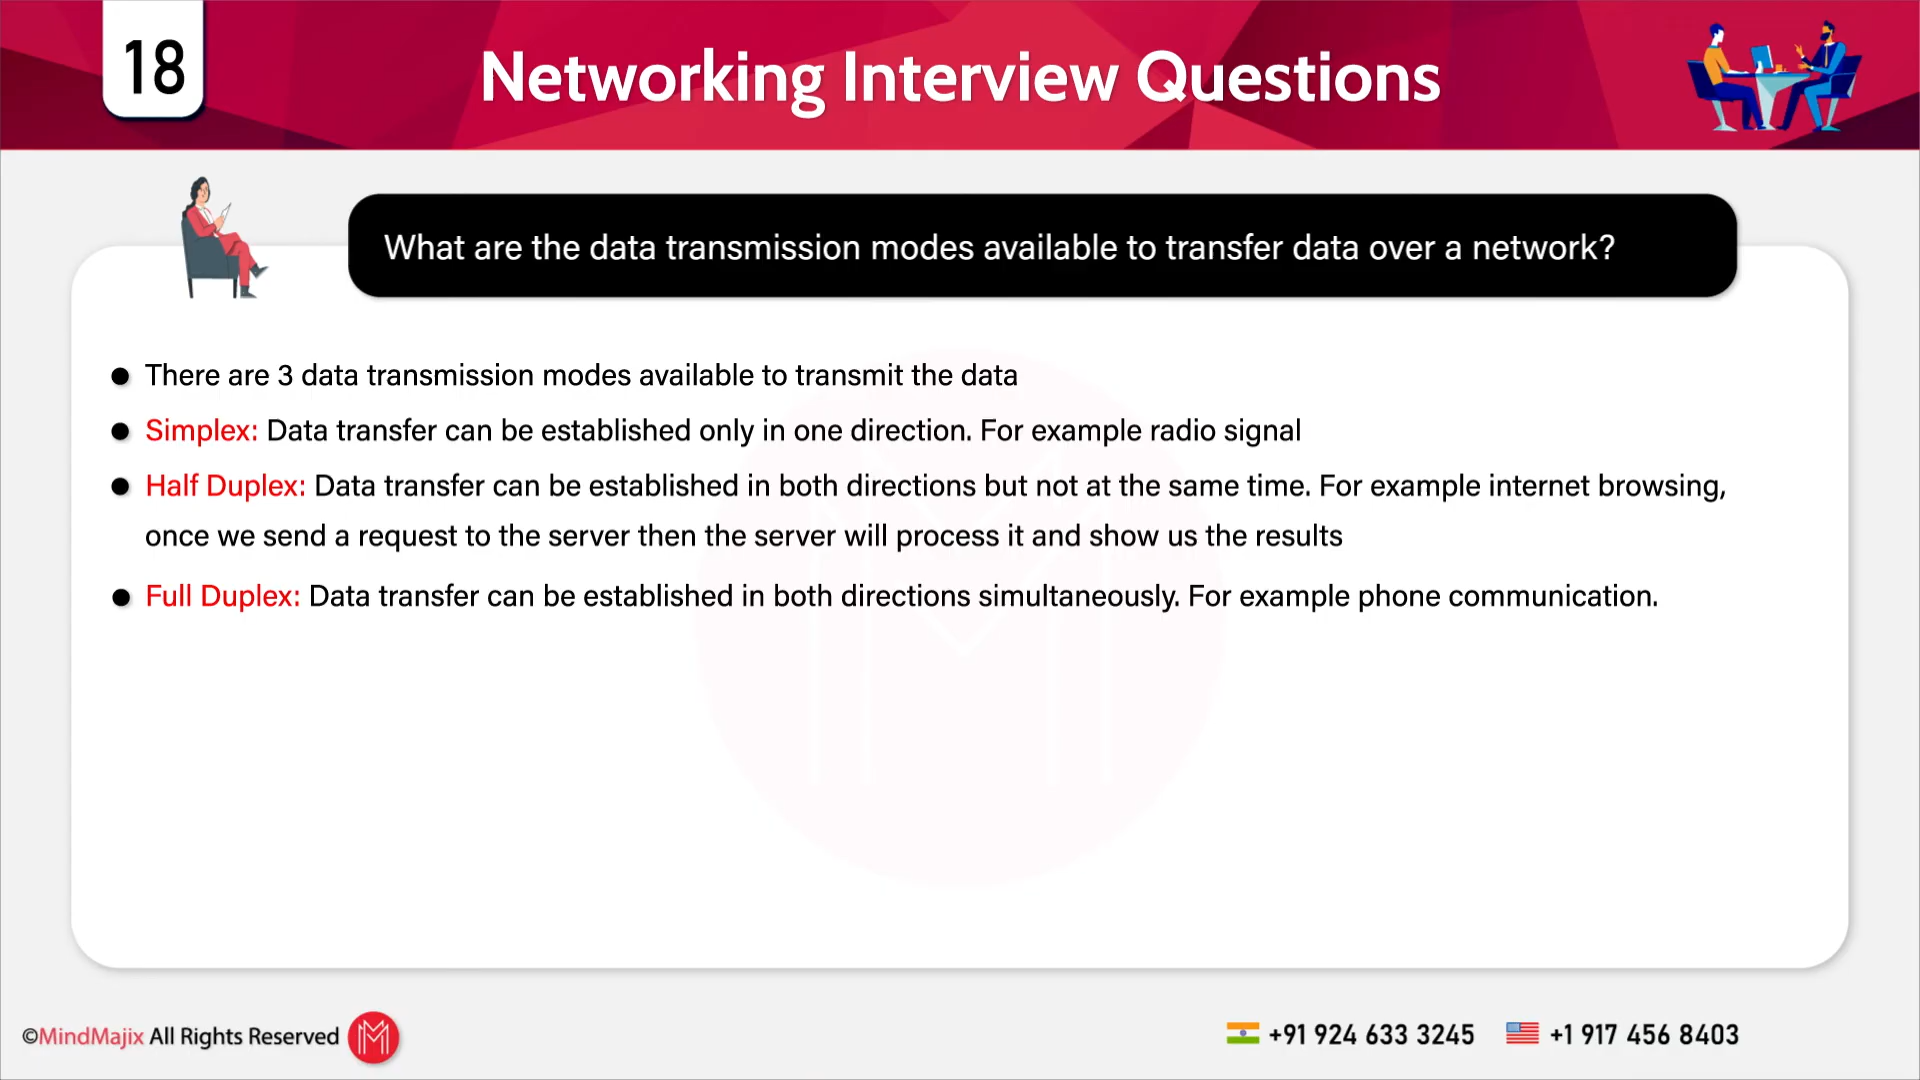 18
Networking Interview Questions
What are the data transmission modes available to transfer data over a network?
● There are 3 data transmission modes available to transmit the data
● Simplex: Data transfer can be established only in one direction. For example radio signal
● Half Duplex: Data transfer can be established in both directions but not at the same time. For example internet browsing,
once we send a request to the server then the server will process it and show us the results
● Full Duplex: Data transfer can be established in both directions simultaneously. For example phone communication.
©MindMajix All Rights Reserved
+91 924 633 3245
+1 917 456 8403